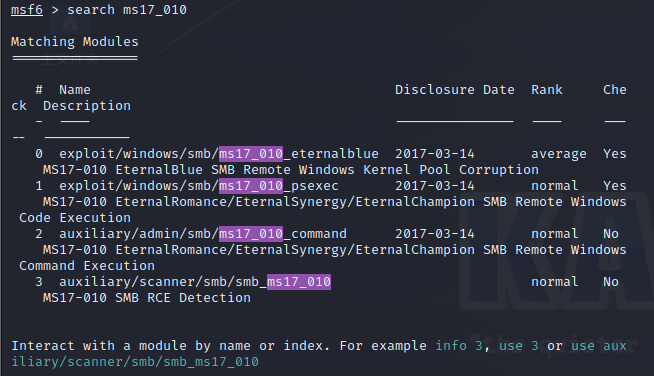 msf6 > search ms17_010
Matching Modules
================
# Name Disclosure Date Rank Che
ck Description
- ---- --------------- ---- ---
-- -----------
0 exploit/windows/smb/ms17_010_eternalblue 2017-03-14 average Yes
MS17-010 EternalBlue SMB Remote Windows Kernel Pool Corruption
1 exploit/windows/smb/ms17_010_psexec 2017-03-14 normal Yes
MS17-010 EternalRomance/EternalSynergy/EternalChampion SMB Remote Windows
Code Execution
2 auxiliary/admin/smb/ms17_010_command 2017-03-14 normal No
MS17-010 EternalRomance/EternalSynergy/EternalChampion SMB Remote Windows
Command Execution
3 auxiliary/scanner/smb/smb_ms17_010 normal No
MS17-010 SMB RCE Detection
KA
"the quieter
Interact with a module by name or index. For example info 3, use 3 or use aux
iliary/scanner/smb/smb_ms17_010